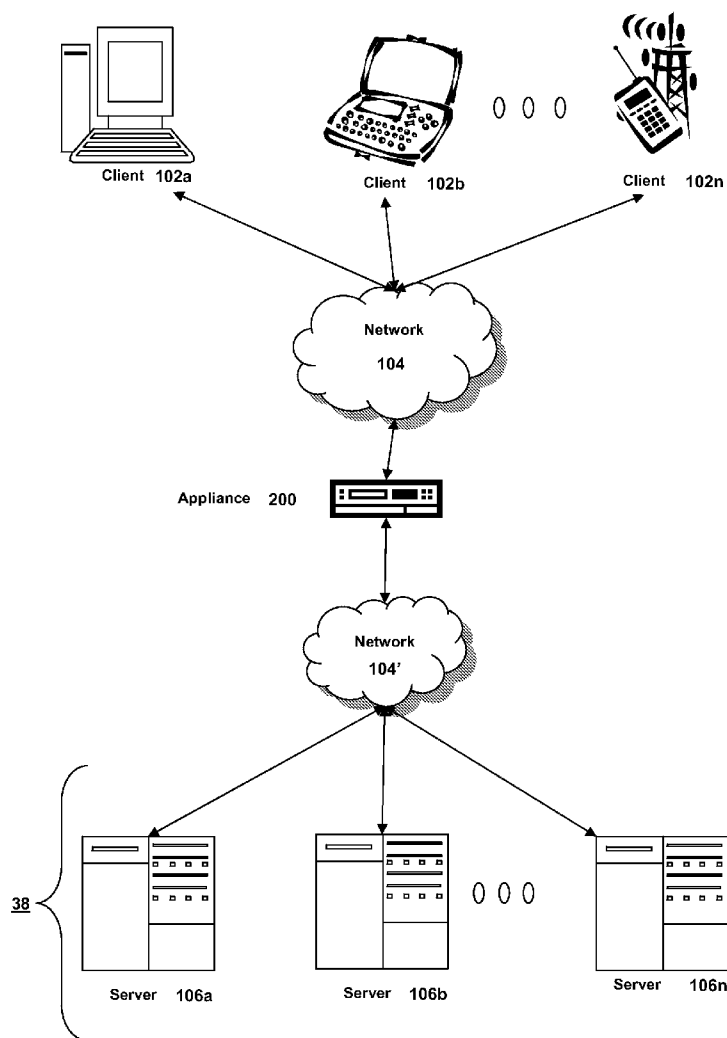 Client 102a
Client 102b
Client 102n
Network
104
Appliance 200
Network
104'
38
Server 106a
Server 106b
Server 106n